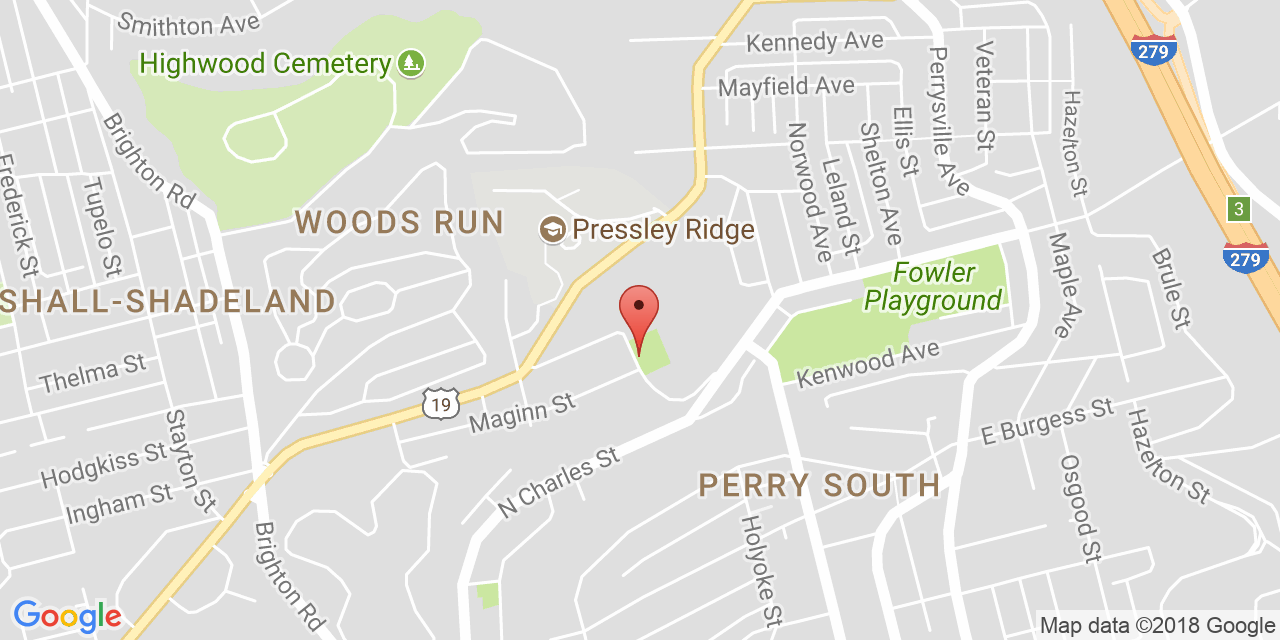 Smithton Ave
Highwood Cemetery
Kennedy Ave
Mayfield Ave
Perrysville Ave
Veteran St
279
Hazelton St
Ellis St
Shelton Ave
Leland St
Norwood Ave
Brighton Rd
Frederick St
Tupelo St
WOODS RUN
Pressley Ridge
3
279
Fowler
Playground
Maple Ave
Brule St
SHALL-SHADELAND
Thelma St
Kenwood Ave
19
Maginn St
Stayton St
E Burgess St
Hazelton St
Hodgkiss St
Ingham St
N Charles St
PERRY SOUTH
Osgood St
Holyoke St
Brighton Rd
Google
Map data ©2018 Google